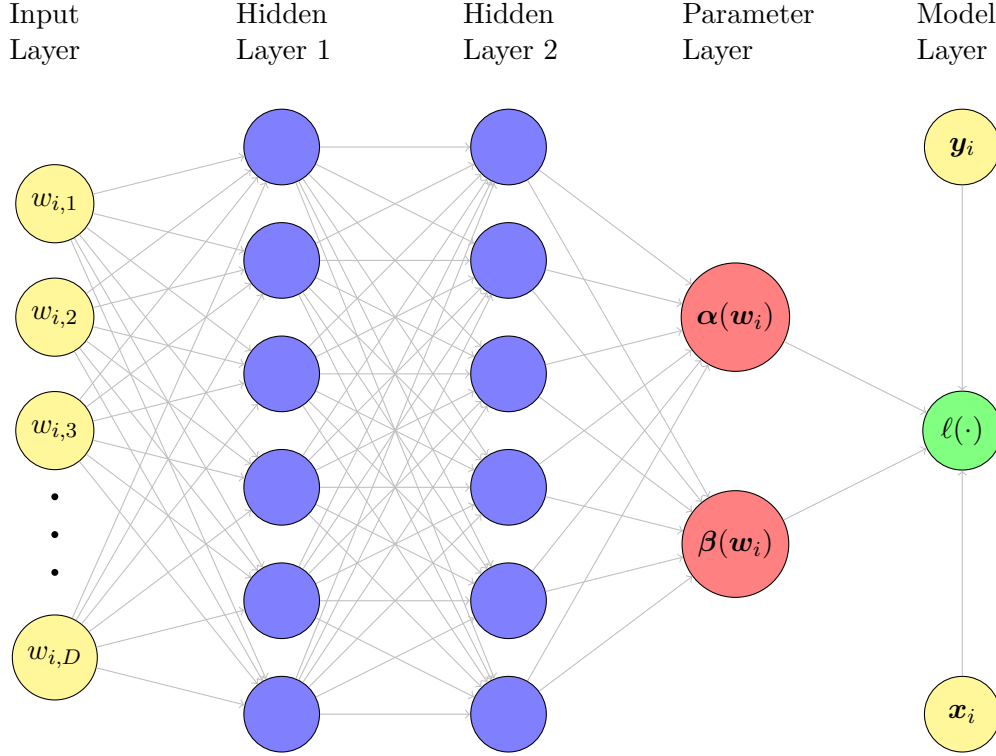 Input Layer
Hidden Layer 1
Hidden Layer 2
Parameter Layer
Model Layer
w_{i,1}
w_{i,2}
w_{i,3}
w_{i,D}
α(w_i)
β(w_i)
y_i
ℓ(·)
x_i